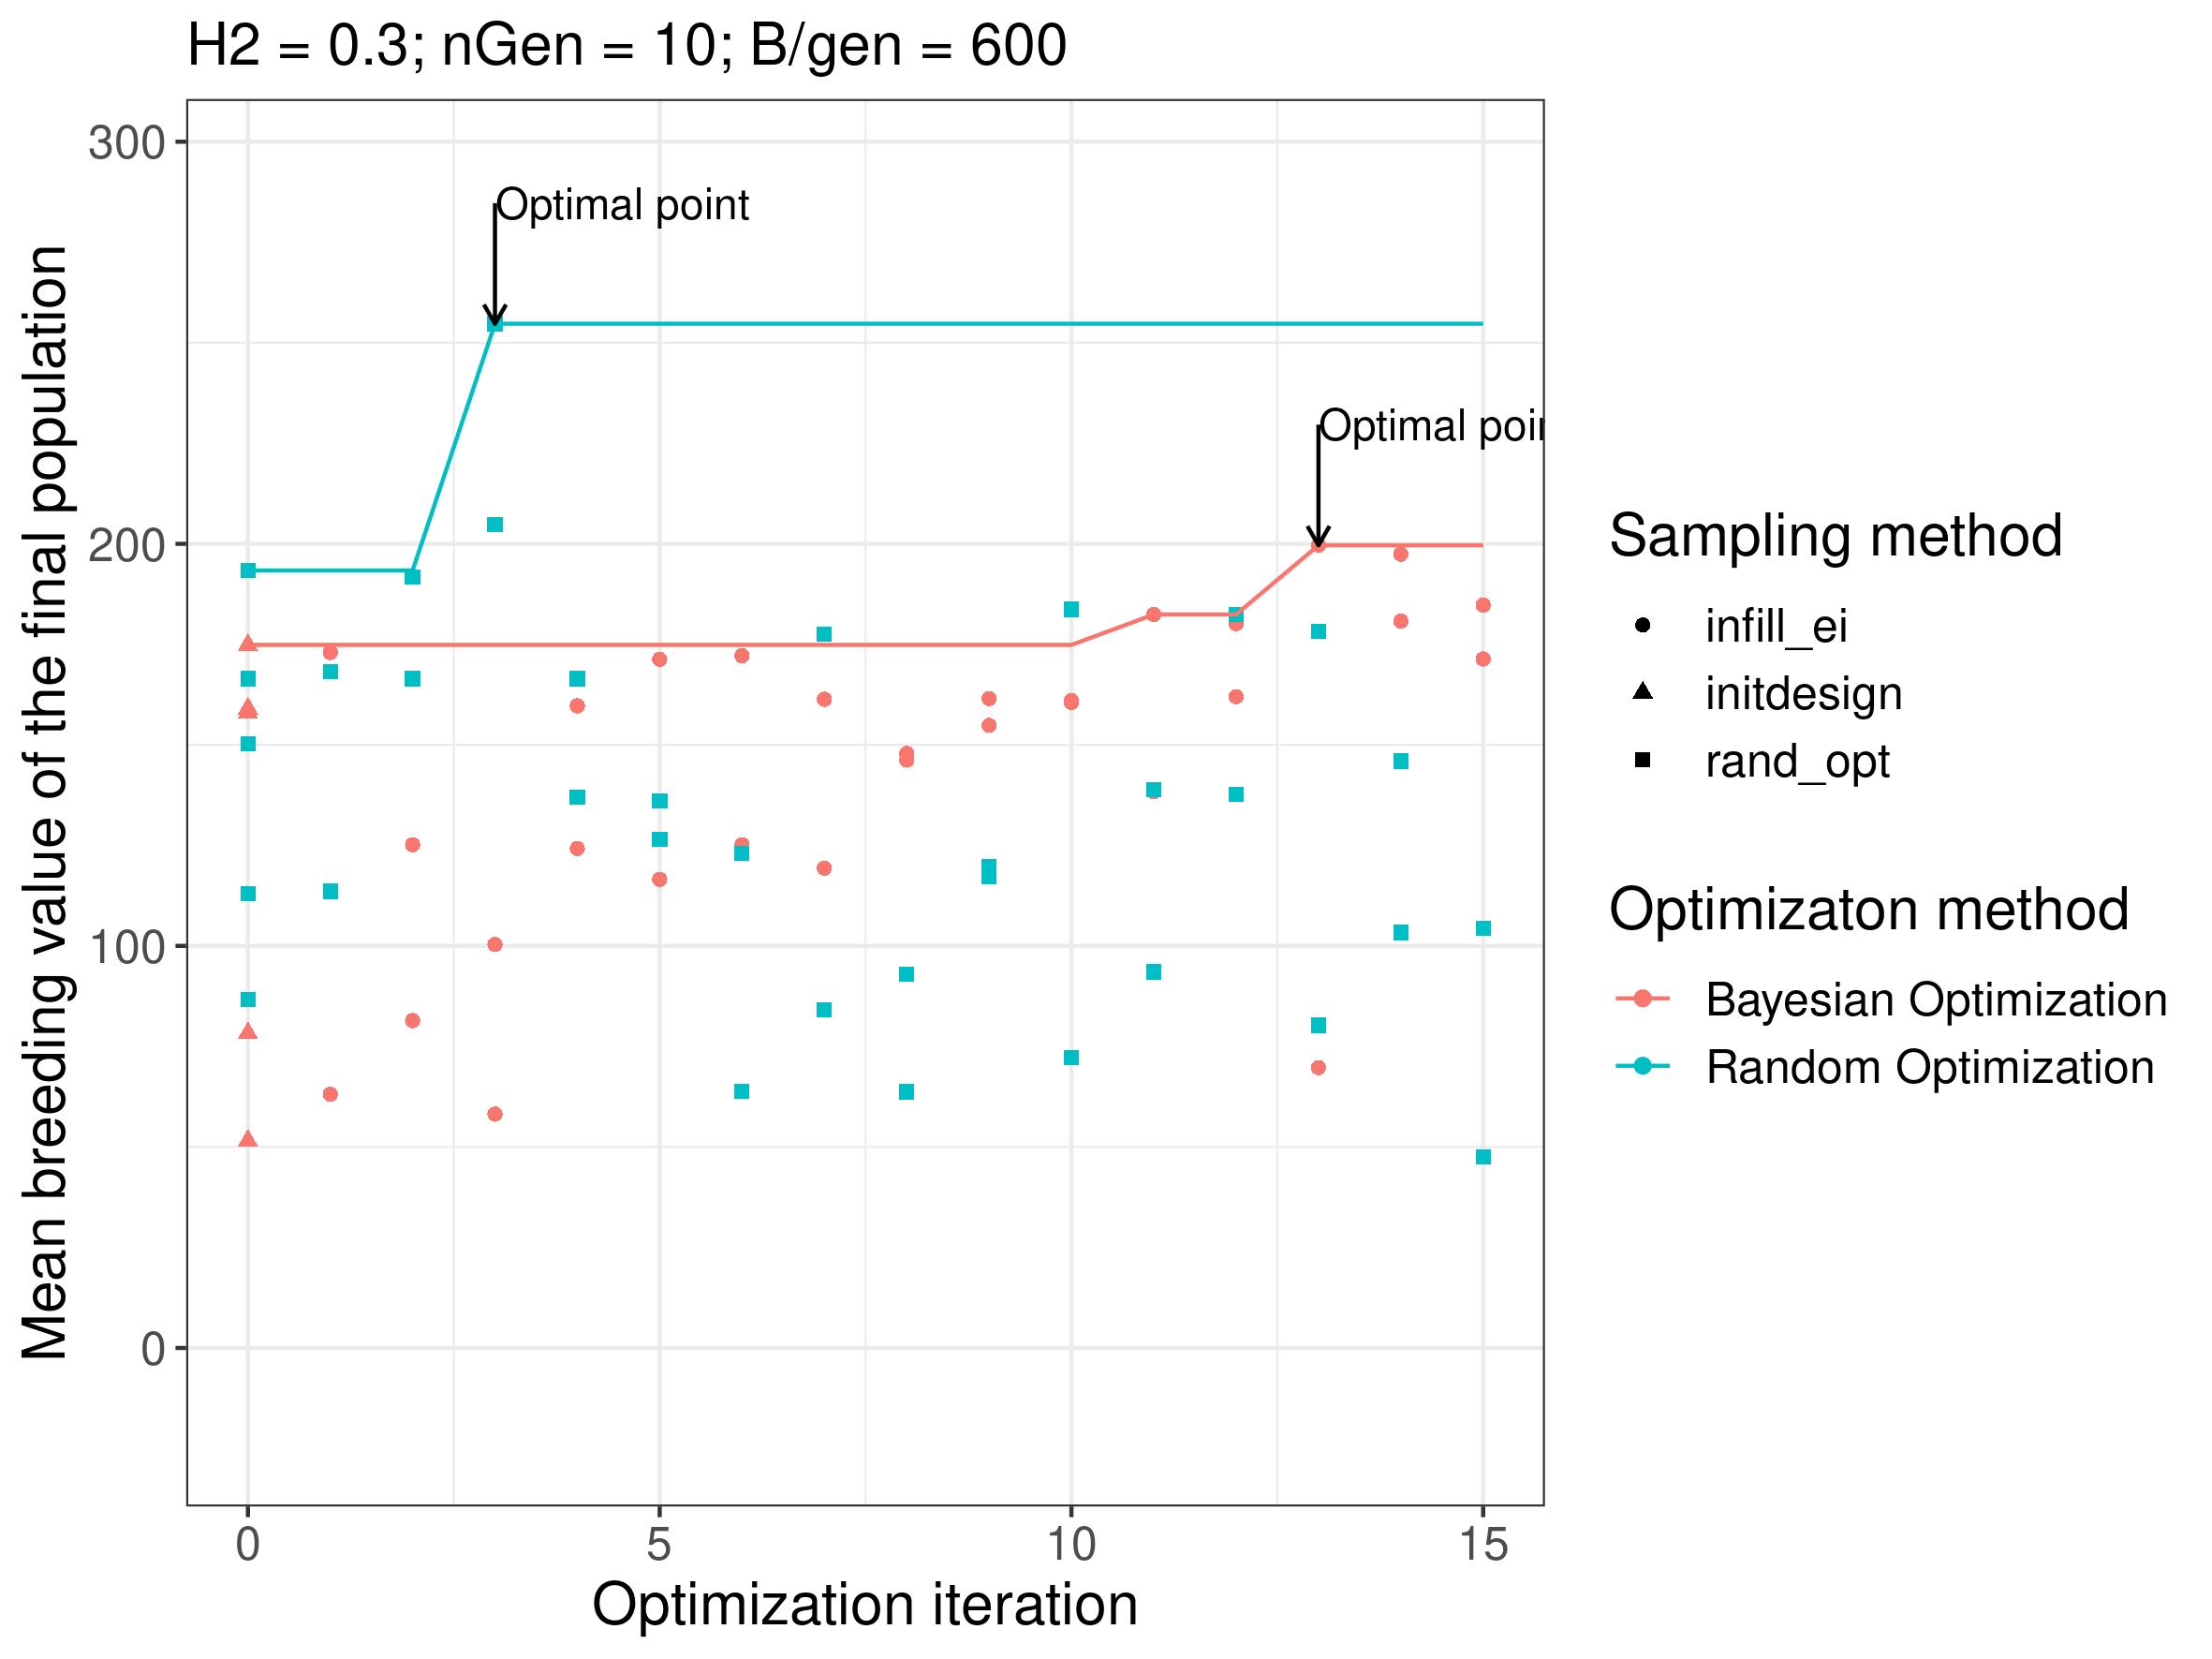 H2 = 0.3; nGen = 10; B/gen = 600
Mean breeding value of the final population
300
200
100
0
Optimal point
Optimal poin
0
5
10
15
Optimization iteration
Sampling method
infill_ei
initdesign
rand_opt
Optimizaton method
Bayesian Optimization
Random Optimization